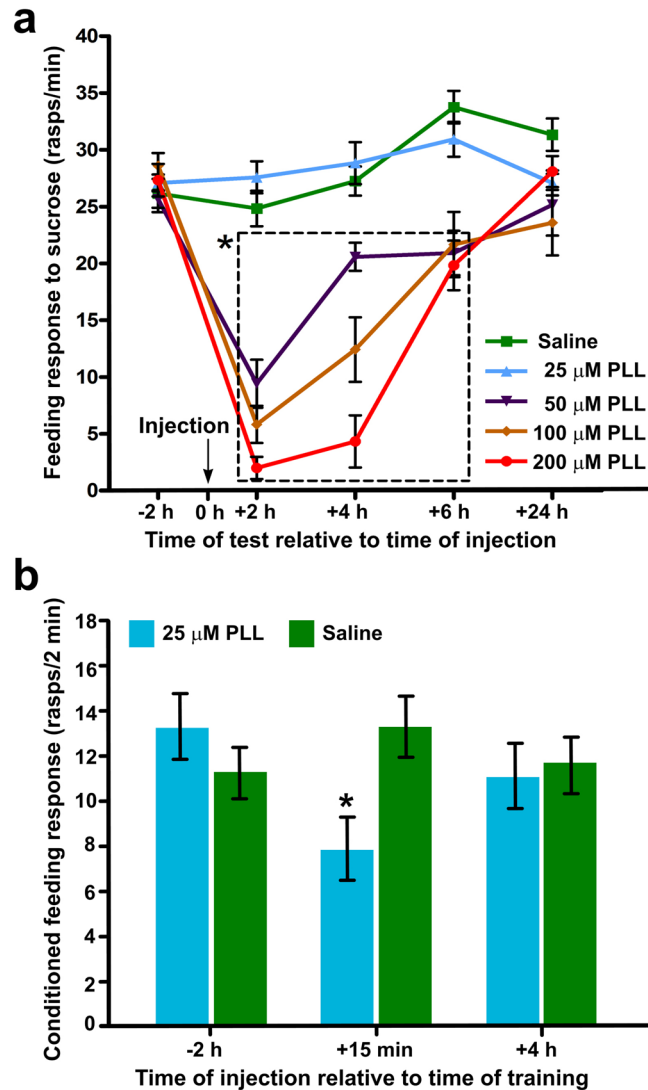 a
Feeding response to sucrose (rasps/min)
40
35
30
25
20
15
10
5
0
*
Injection
Saline
25 μM PLL
50 μM PLL
100 μM PLL
200 μM PLL
-2 h 0 h +2 h +4 h +6 h +24 h
Time of test relative to time of injection
b
Conditioned feeding response (rasps/2 min)
18
16
14
12
10
8
6
4
2
0
25 μM PLL Saline
*
-2 h +15 min +4 h
Time of injection relative to time of training